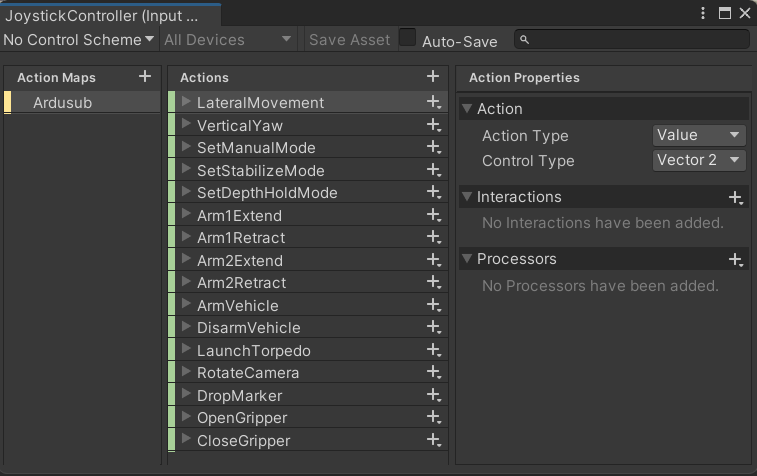 JoystickController (Input ...
No Control Scheme All Devices Save Asset Auto-Save
Action Maps
Ardusub
Actions
LateralMovement
VerticalYaw
SetManualMode
SetStabilizeMode
SetDepthHoldMode
Arm1Extend
Arm1Retract
Arm2Extend
Arm2Retract
ArmVehicle
DisarmVehicle
LaunchTorpedo
RotateCamera
DropMarker
OpenGripper
CloseGripper
Action Properties
Action
Action Type Value
Control Type Vector 2
Interactions
No Interactions have been added.
Processors
No Processors have been added.